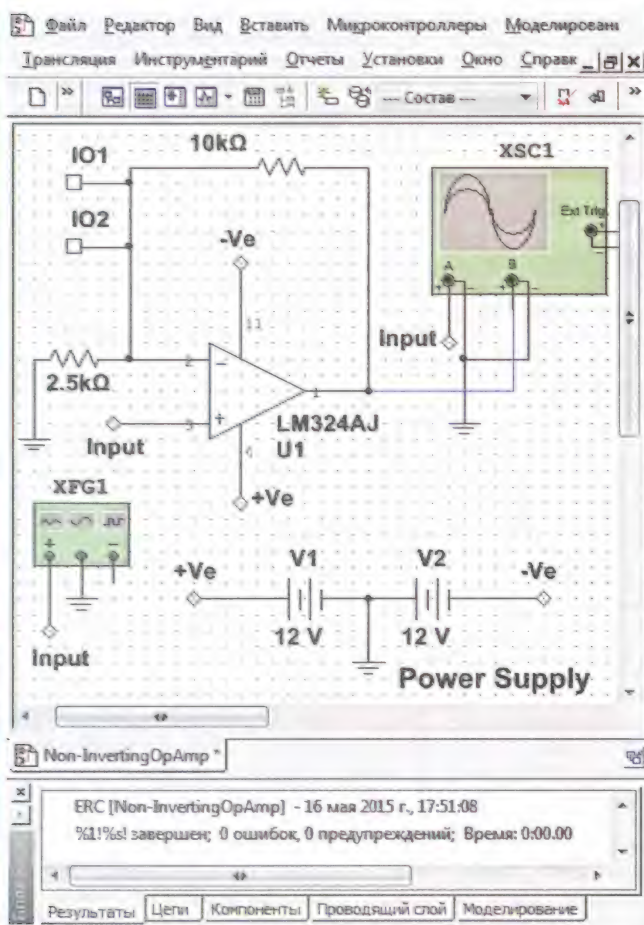 Файл Редактор Вид Вставить Микроконтроллеры Моделировани
Трансляция Инструментарий Отчеты Установки Окно Справк
--- Состав ---
IO1
10kΩ
XSC1
IO2
Ext Trig
-Ve
A
B
11
Input
2
2.5kΩ
1
3
LM324AJ
Input
U1
4
XFG1
+Ve
V1
V2
+Ve
-Ve
12 V
12 V
Input
Power Supply
Non-InvertingOpAmp *
ERC [Non-InvertingOpAmp] - 16 мая 2015 г., 17:51:08
%1!%s! завершен; 0 ошибок, 0 предупреждений; Время: 0:00.00
Результаты Цепи Компоненты Проводящий слой Моделирование